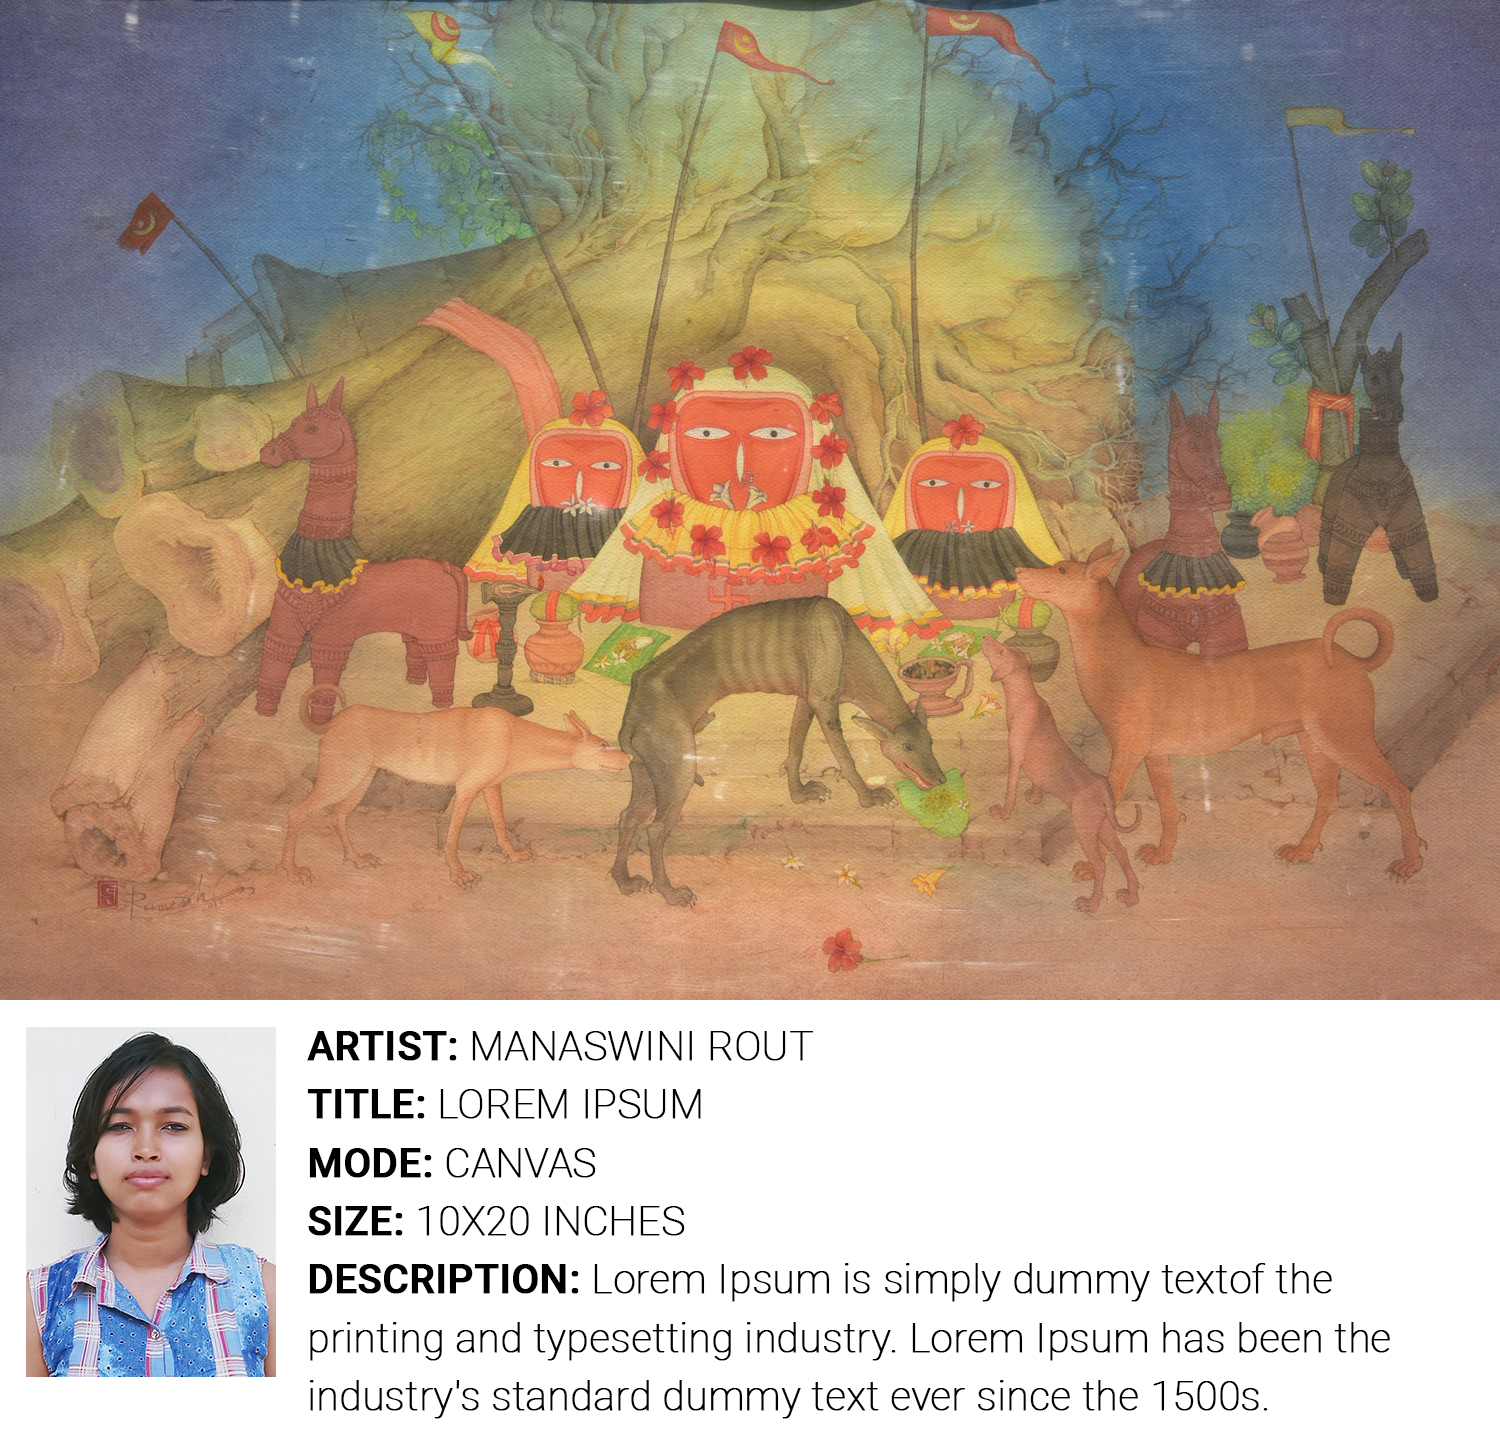 Ramesh
ARTIST: MANASWINI ROUT
TITLE: LOREM IPSUM
MODE: CANVAS
SIZE: 10X20 INCHES
DESCRIPTION: Lorem Ipsum is simply dummy textof the
printing and typesetting industry. Lorem Ipsum has been the
industry's standard dummy text ever since the 1500s.